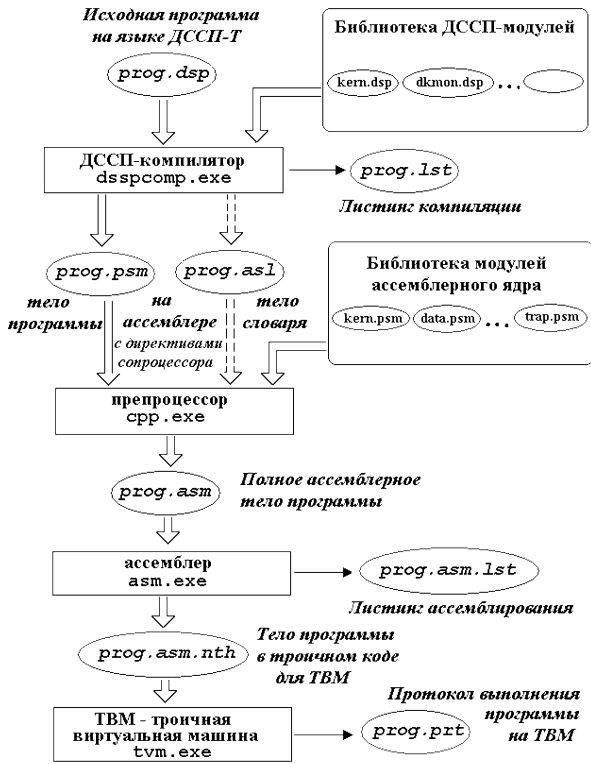 Исходная программа
на языке ДССП-Т
prog.dsp
Библиотека ДССП-модулей
kern.dsp
dkmon.dsp
...
ДССП-компилятор
dsspcomp.exe
prog.lst
Листинг компиляции
prog.psm
prog.asl
тело
программы
на
ассемблере
с директивами
сопроцессора
тело
словаря
Библиотека модулей
ассемблерного ядра
kern.psm
data.psm
...
trap.psm
препроцессор
cpp.exe
prog.asm
Полное ассемблерное
тело программы
ассемблер
asm.exe
prog.asm.lst
Листинг ассемблирования
prog.asm.nth
Тело программы
в троичном коде
для ТВМ
ТВМ - троичная
виртуальная машина
tvm.exe
prog.prt
Протокол выполнения
программы
на ТВМ